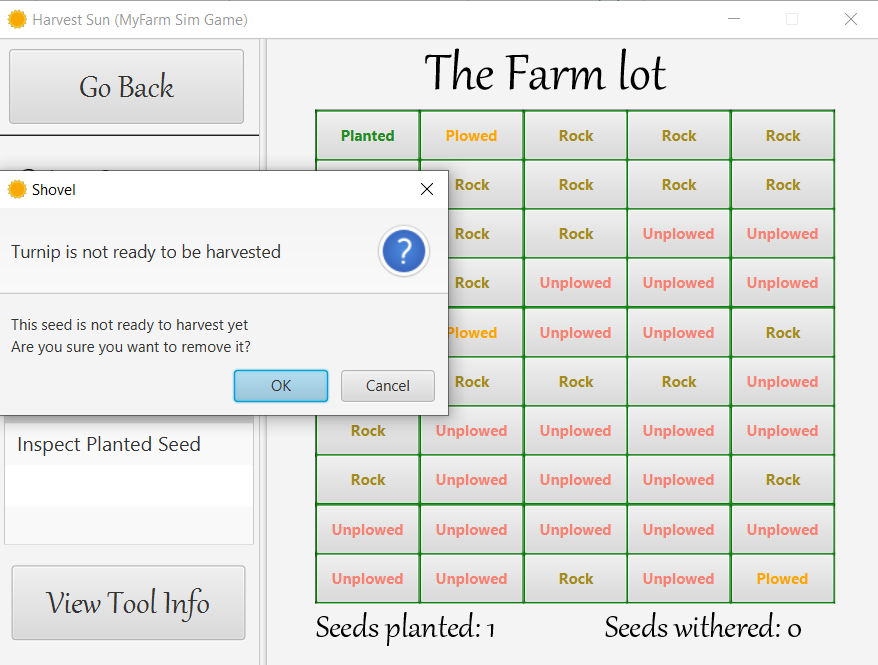 Harvest Sun (MyFarm Sim Game)
Go Back
The Farm lot
Planted Plowed Rock Rock Rock
Rock Rock Rock Rock
Rock Rock Unplowed Unplowed
Rock Unplowed Unplowed Unplowed
Plowed Unplowed Unplowed Rock
Rock Rock Rock Unplowed
Rock Unplowed Unplowed Unplowed Unplowed
Rock Unplowed Unplowed Unplowed Rock
Unplowed Unplowed Unplowed Unplowed Unplowed
Unplowed Unplowed Rock Unplowed Plowed
Seeds planted: 1 Seeds withered: 0
Shovel
Turnip is not ready to be harvested
?
This seed is not ready to harvest yet
Are you sure you want to remove it?
OK Cancel
Inspect Planted Seed
View Tool Info